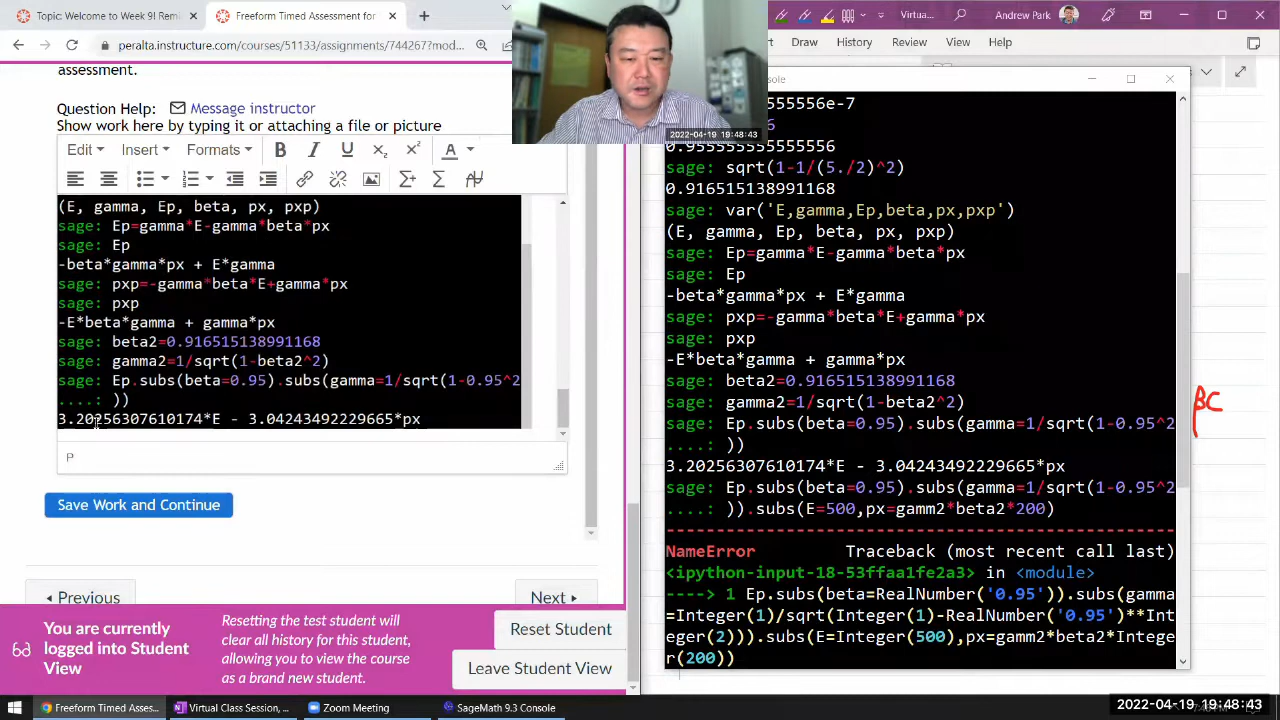 Topic: Welcome to Week 9! Remi
Freeform Timed Assessment for
Virtua...
Andrew Park
peralta.instructure.com/courses/51133/assignments/744267?mod...
Draw
History
Review
View
Help
assessment.
Question Help:
Message instructor
Show work here by typing it or attaching a file or picture
2022-04-19 19:48:43
Edit
Insert
Formats
B I U X₂ X² A
(E, gamma, Ep, beta, px, pxp)
sage: Ep=gamma*E-gamma*beta*px
sage: Ep
-beta*gamma*px + E*gamma
sage: pxp=-gamma*beta*E+gamma*px
sage: pxp
-E*beta*gamma + gamma*px
sage: beta2=0.916515138991168
sage: gamma2=1/sqrt(1-beta2^2)
sage: Ep.subs(beta=0.95).subs(gamma=1/sqrt(1-0.95^2
....: ))
3.20256307610174*E - 3.04243492229665*px
P
Save Work and Continue
Previous
Next
You are currently
logged into Student
View
Resetting the test student will
clear all history for this student,
allowing you to view the course
as a brand new student.
Reset Student
Leave Student View
555556e-7
6
0.955555555555556
sage: sqrt(1-1/(5./2)^2)
0.916515138991168
sage: var('E,gamma,Ep,beta,px,pxp')
(E, gamma, Ep, beta, px, pxp)
sage: Ep=gamma*E-gamma*beta*px
sage: Ep
-beta*gamma*px + E*gamma
sage: pxp=-gamma*beta*E+gamma*px
sage: pxp
-E*beta*gamma + gamma*px
sage: beta2=0.916515138991168
sage: gamma2=1/sqrt(1-beta2^2)
sage: Ep.subs(beta=0.95).subs(gamma=1/sqrt(1-0.95^2
....: ))
3.20256307610174*E - 3.04243492229665*px
sage: Ep.subs(beta=0.95).subs(gamma=1/sqrt(1-0.95^2
....: )).subs(E=500,px=gamm2*beta2*200)
NameError Traceback (most recent call last)
<ipython-input-18-53ffaa1fe2a3> in <module>
----> 1 Ep.subs(beta=RealNumber('0.95')).subs(gamma
=Integer(1)/sqrt(Integer(1)-RealNumber('0.95')**Int
eger(2))).subs(E=Integer(500),px=gamm2*beta2*Intege
r(200))
βC
Freeform Timed Asses...
Virtual Class Session, ...
Zoom Meeting
SageMath 9.3 Console
2022-04-19 19:48:43